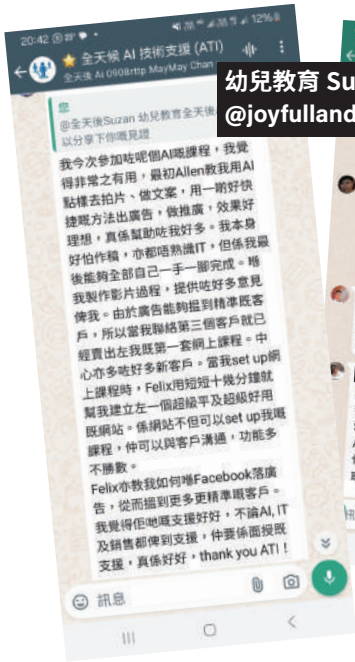 20:42
12%
全天候 AI 技術支援 (ATI)
全天後 AI 0908rttp MayMay Chan
幼兒教育 Su
@joyfulland
您
@全天後Suzan 幼兒教育全天後
以分享下你嘅見證
我今次參加咗呢個AI嘅課程，我覺
得非常之有用，最初Allen教我用AI
點樣去拍片、做文案，用一啲好快
捷嘅方法出廣告，做推廣，效果好
理想，真係幫助咗我好多。我本身
好怕作稿，亦都唔熟識IT，但係我最
後能夠全部自己一手一腳完成。喺
我製作影片過程，提供咗好多意見
俾我。由於廣告能夠搵到精準既客
戶，所以當我聯絡第三個客戶就已
經賣出左我既第一套網上課程。中
心亦多咗好多新客戶。當我set up網
上課程時，Felix用短短十幾分鐘就
幫我建立左一個超級平及超級好用
既網站。係網站不但可以set up我嘅
課程，仲可以與客戶溝通，功能多
不勝數。
Felix亦教我如何喺Facebook落廣
告，從而搵到更多更精準嘅客戶。
我覺得佢哋嘅支援好好，不論AI, IT
及銷售都俾到支援，仲要係面授既
支援，真係好好，thank you ATI！
訊息